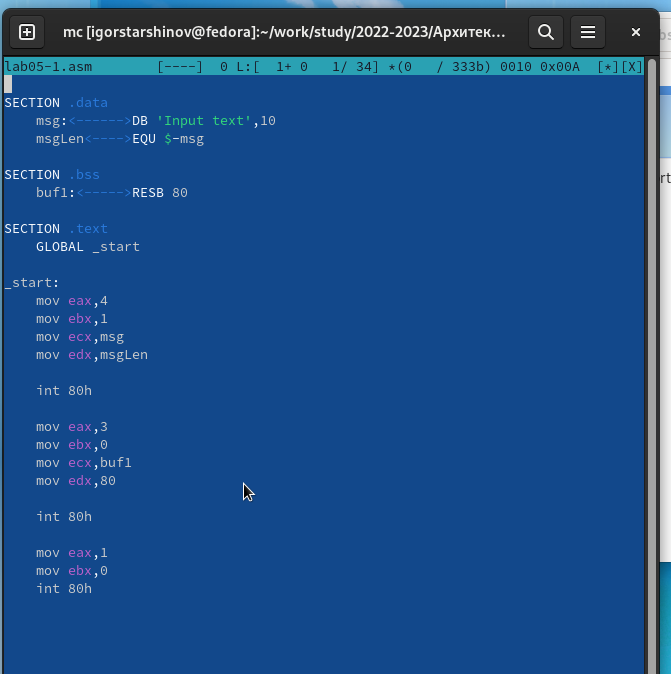 mc [igorstarshinov@fedora]:~/work/study/2022-2023/Архитек...
lab05-1.asm [----] 0 L:[ 1+ 0 1/ 34] *(0 / 333b) 0010 0x00A [*][X]
SECTION .data
msg:<------>DB 'Input text',10
msgLen<---->EQU $-msg
SECTION .bss
buf1:<----->RESB 80
SECTION .text
GLOBAL _start
_start:
mov eax,4
mov ebx,1
mov ecx,msg
mov edx,msgLen
int 80h
mov eax,3
mov ebx,0
mov ecx,buf1
mov edx,80
int 80h
mov eax,1
mov ebx,0
int 80h